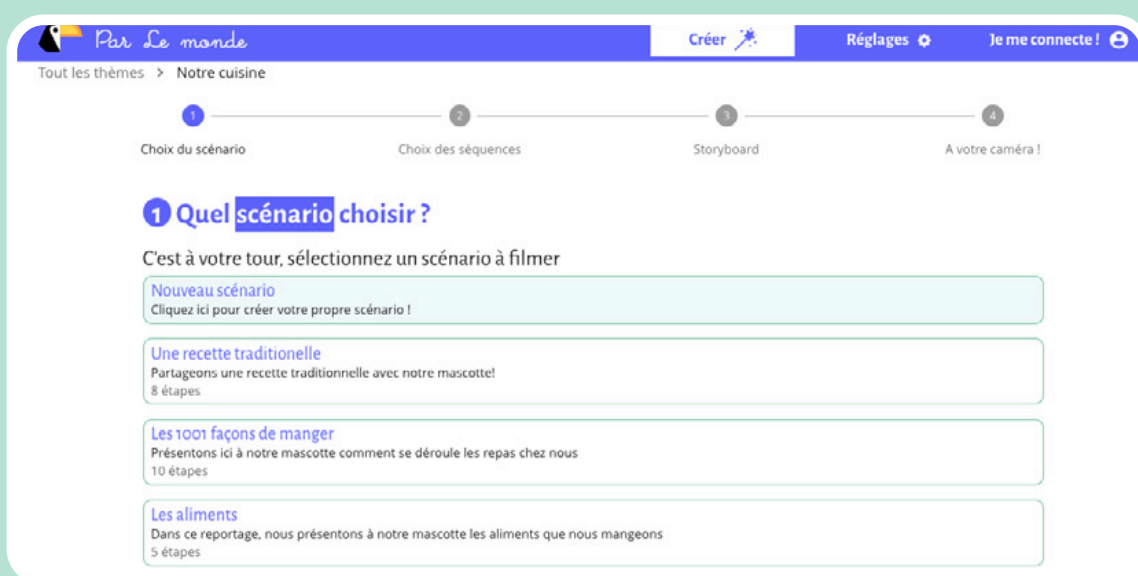 Par Le monde
Créer
Réglages
Je me connecte !
Tout les thèmes > Notre cuisine
1
2
3
4
Choix du scénario
Choix des séquences
Storyboard
A votre caméra !
1 Quel scénario choisir ?
C'est à votre tour, sélectionnez un scénario à filmer
Nouveau scénario
Cliquez ici pour créer votre propre scénario !
Une recette traditionelle
Partageons une recette traditionnelle avec notre mascotte!
8 étapes
Les 1001 façons de manger
Présentons ici à notre mascotte comment se déroule les repas chez nous
10 étapes
Les aliments
Dans ce reportage, nous présentons à notre mascotte les aliments que nous mangeons
5 étapes